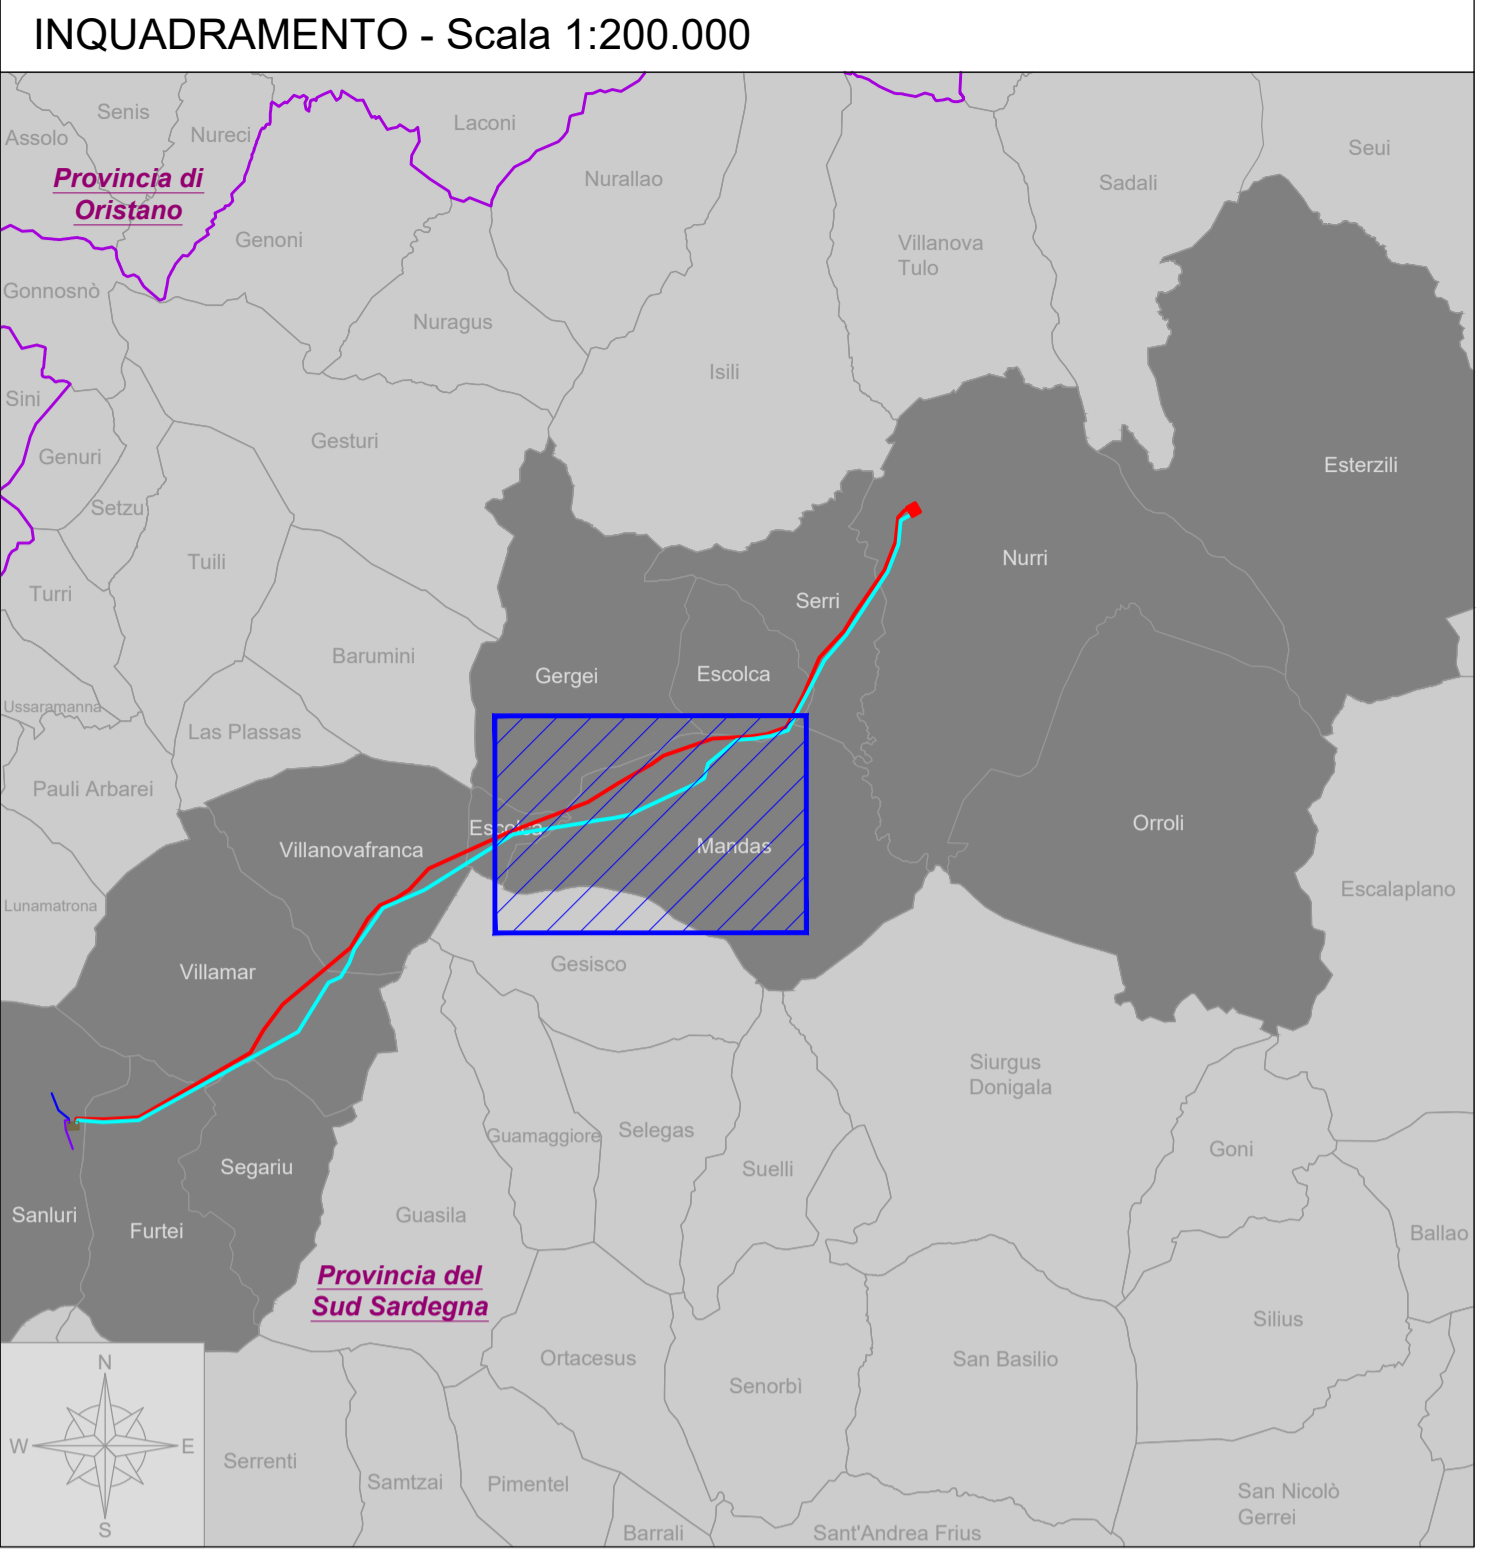 INQUADRAMENTO - Scala 1:200.000
Senis
Assolo
Nureci
Laconi
Seui
Provincia di
Oristano
Nurallao
Sadali
Genoni
Villanova
Tulo
Gonnosnò
Nuragus
Isili
Sini
Gesturi
Genuri
Esterzili
Setzu
Tuili
Nurri
Turri
Serri
Barumini
Gergei
Escolca
Ussaramanna
Las Plassas
Pauli Arbarei
Orroli
Escolca
Mandas
Villanovafranca
Escalaplano
Lunamatrona
Villamar
Gesisco
Siurgus
Donigala
Guamaggiore
Selegas
Goni
Segariu
Suelli
Sanluri
Furtei
Guasila
Ballao
Provincia del
Sud Sardegna
Silius
Ortacesus
San Basilio
Senorbì
N
W
E
S
Serrenti
Samtzai
Pimentel
San Nicolò
Gerrei
Barrali
Sant'Andrea Frius